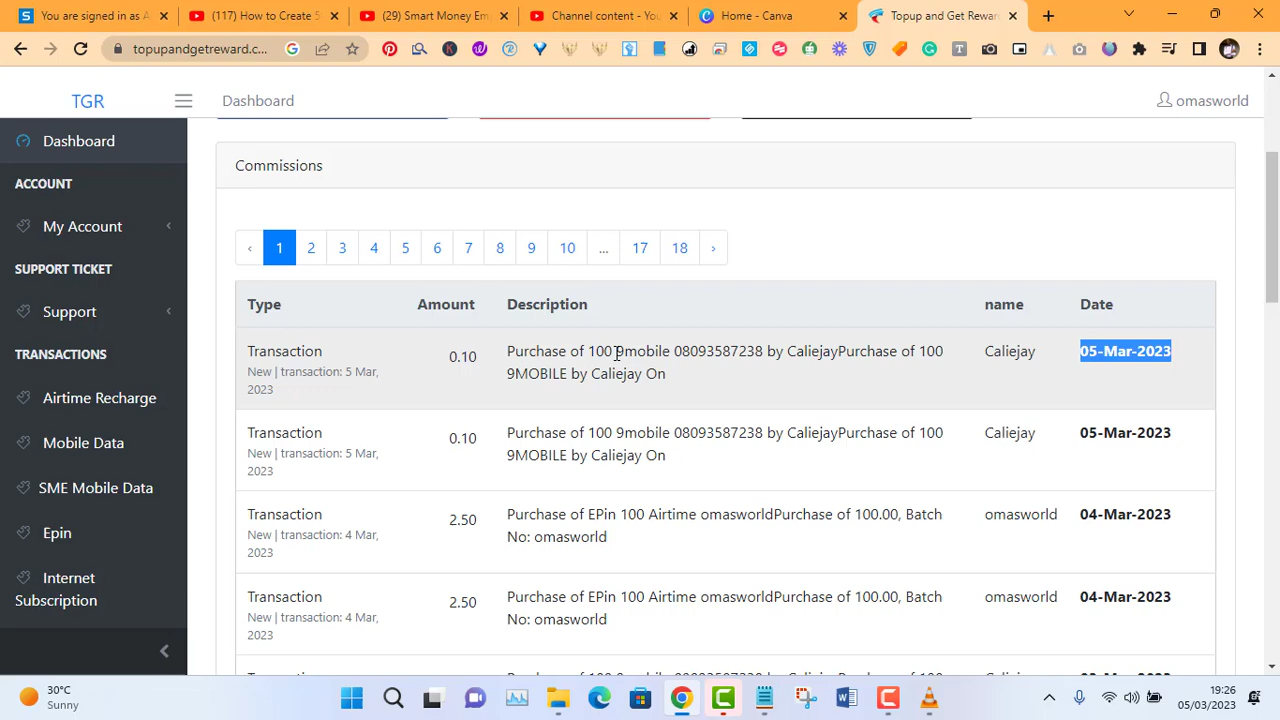 You are signed in as A
(117) How to Create S
(29) Smart Money Em
Channel content - You
Home - Canva
Topup and Get Rewar
topupandgetreward.c...
TGR
Dashboard
omasworld
Dashboard
ACCOUNT
My Account
SUPPORT TICKET
Support
TRANSACTIONS
Airtime Recharge
Mobile Data
SME Mobile Data
Epin
Internet
Subscription
Commissions
‹ 1 2 3 4 5 6 7 8 9 10 ... 17 18 ›
Type Amount Description name Date
Transaction
New | transaction: 5 Mar,
2023
0.10
Purchase of 100 9mobile 08093587238 by CaliejayPurchase of 100
9MOBILE by Caliejay On
Caliejay
05-Mar-2023
Transaction
New | transaction: 5 Mar,
2023
0.10
Purchase of 100 9mobile 08093587238 by CaliejayPurchase of 100
9MOBILE by Caliejay On
Caliejay
05-Mar-2023
Transaction
New | transaction: 4 Mar,
2023
2.50
Purchase of EPin 100 Airtime omasworldPurchase of 100.00, Batch
No: omasworld
omasworld
04-Mar-2023
Transaction
New | transaction: 4 Mar,
2023
2.50
Purchase of EPin 100 Airtime omasworldPurchase of 100.00, Batch
No: omasworld
omasworld
04-Mar-2023
30°C
Sunny
19:26
05/03/2023